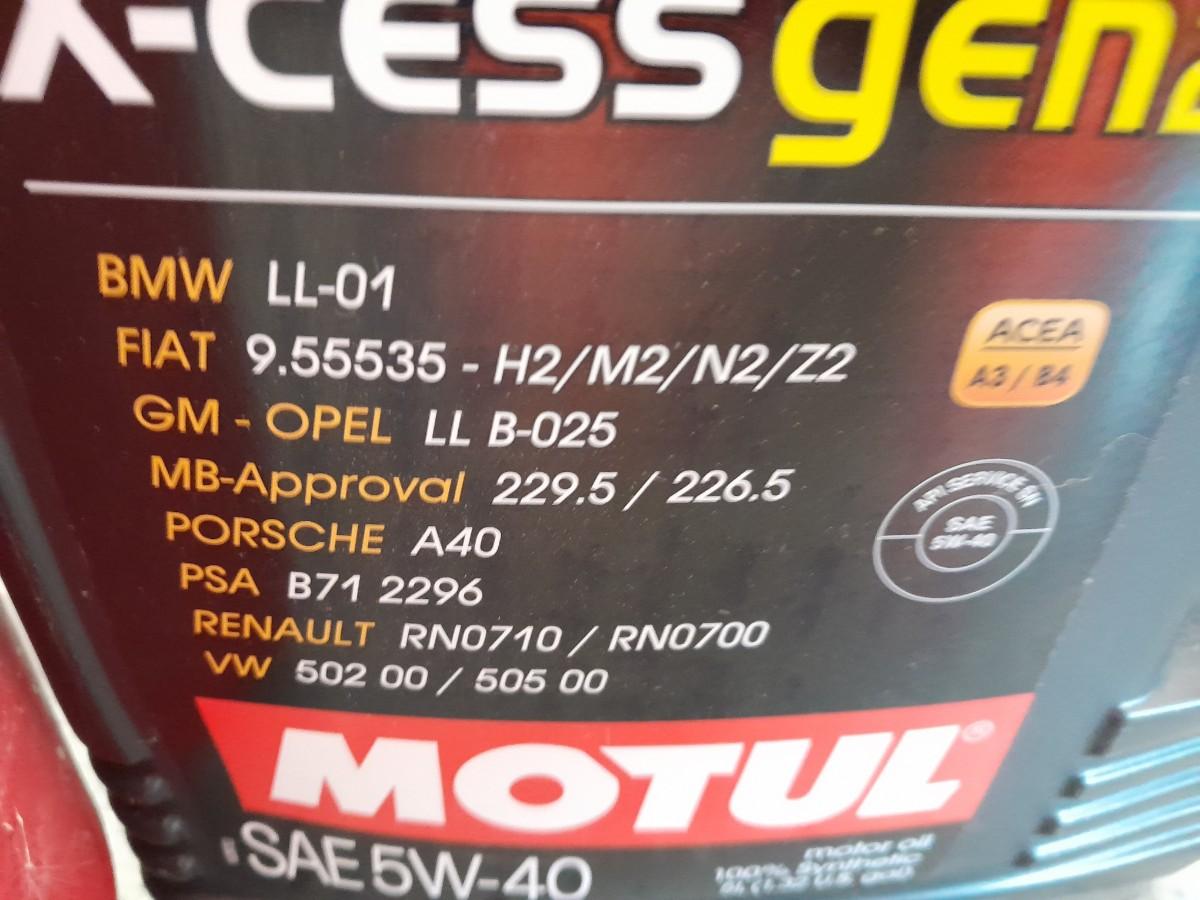 X-CESS gen2
BMW LL-01
FIAT 9.55535 - H2/M2/N2/Z2
GM - OPEL LL B-025
MB-Approval 229.5 / 226.5
PORSCHE A40
PSA B71 2296
RENAULT RN0710 / RN0700
VW 502 00 / 505 00
ACEA
A3 / B4
API SERVICE
SAE
5W-40
MOTUL®
SAE 5W-40
motor oil
100% Synthetic